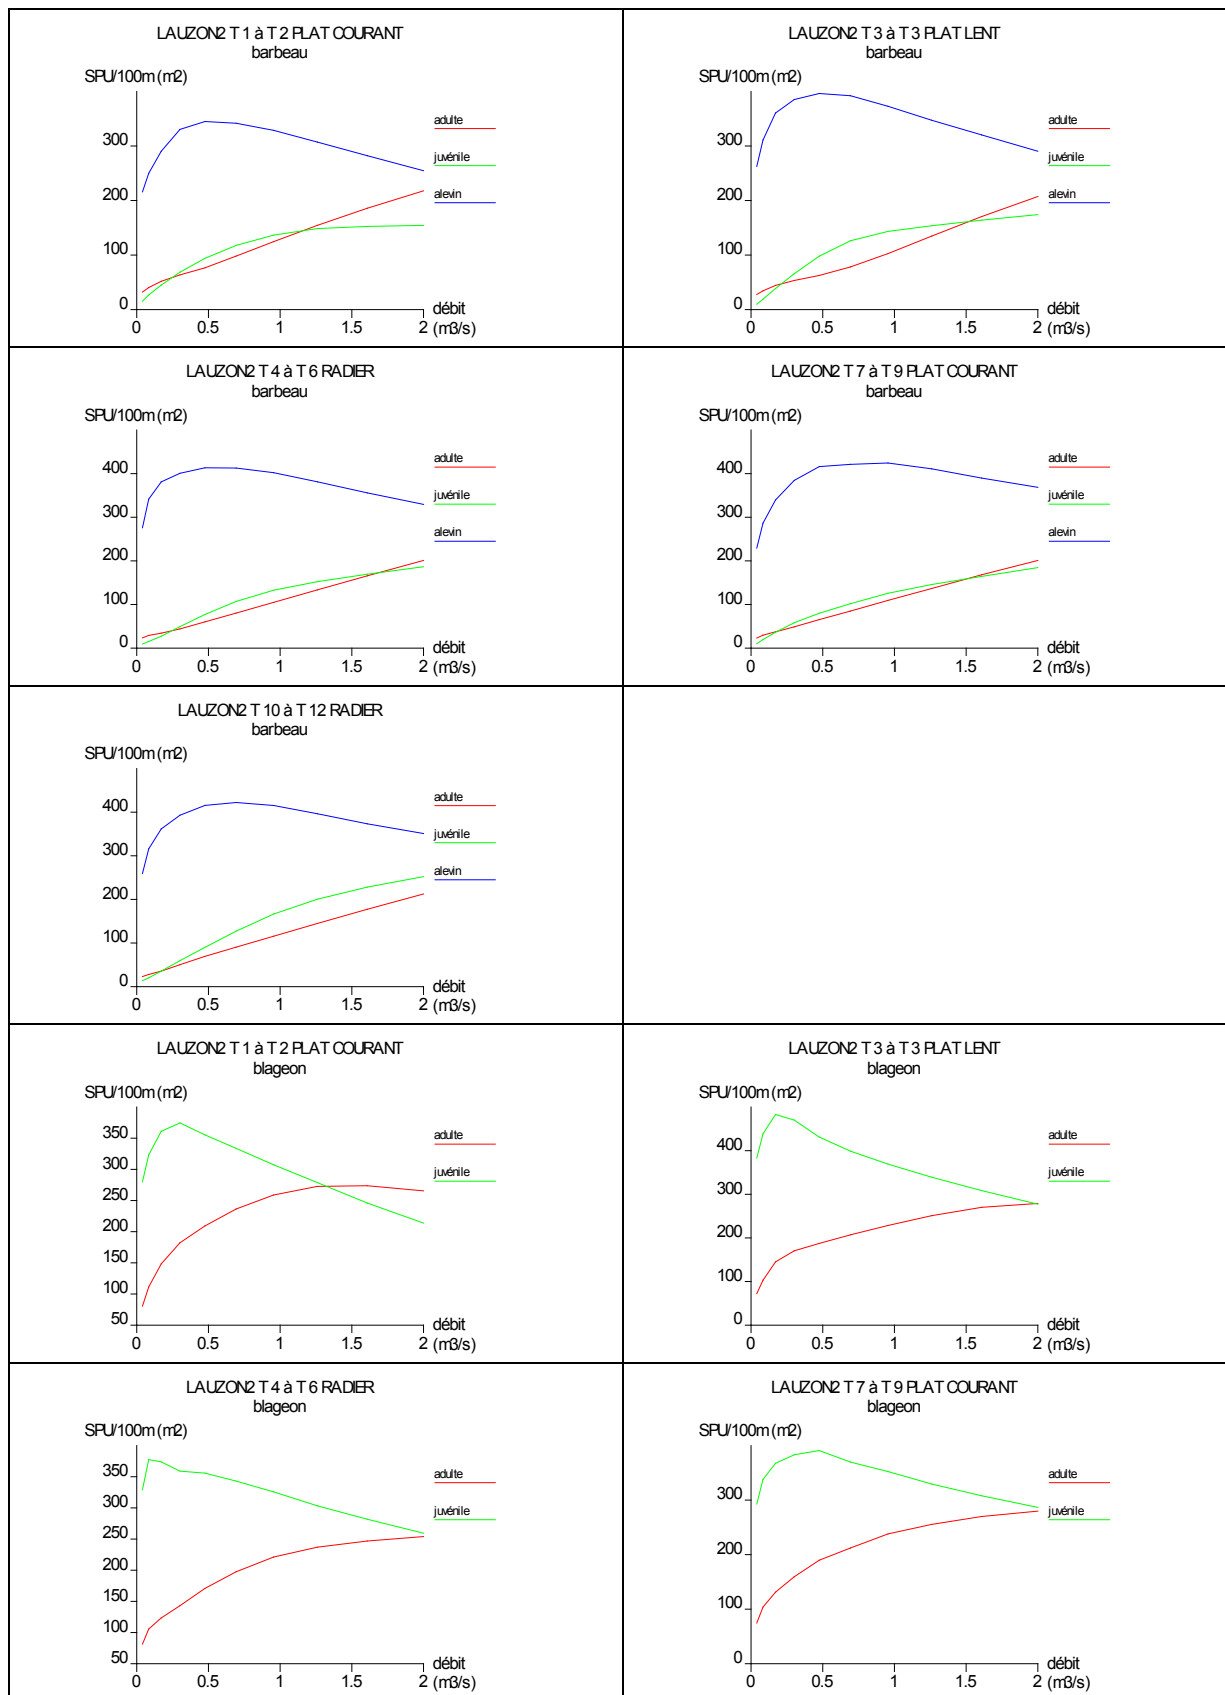 LAUZON2 T 1 à T 2 PLAT COURANT
barbeau
SPU/100m (m2)
adulte
juvénile
alevin
300
200
100
0
0 0.5 1 1.5 2
débit
(m3/s)
LAUZON2 T 3 à T 3 PLAT LENT
barbeau
SPU/100m (m2)
adulte
juvénile
alevin
300
200
100
0
0 0.5 1 1.5 2
débit
(m3/s)
LAUZON2 T 4 à T 6 RADIER
barbeau
SPU/100m (m2)
adulte
juvénile
alevin
400
300
200
100
0
0 0.5 1 1.5 2
débit
(m3/s)
LAUZON2 T 7 à T 9 PLAT COURANT
barbeau
SPU/100m (m2)
adulte
juvénile
alevin
400
300
200
100
0
0 0.5 1 1.5 2
débit
(m3/s)
LAUZON2 T 10 à T 12 RADIER
barbeau
SPU/100m (m2)
adulte
juvénile
alevin
400
300
200
100
0
0 0.5 1 1.5 2
débit
(m3/s)
LAUZON2 T 1 à T 2 PLAT COURANT
blageon
SPU/100m (m2)
adulte
juvénile
350
300
250
200
150
100
50
0 0.5 1 1.5 2
débit
(m3/s)
LAUZON2 T 3 à T 3 PLAT LENT
blageon
SPU/100m (m2)
adulte
juvénile
400
300
200
100
0
0 0.5 1 1.5 2
débit
(m3/s)
LAUZON2 T 4 à T 6 RADIER
blageon
SPU/100m (m2)
adulte
juvénile
350
300
250
200
150
100
50
0 0.5 1 1.5 2
débit
(m3/s)
LAUZON2 T 7 à T 9 PLAT COURANT
blageon
SPU/100m (m2)
adulte
juvénile
300
200
100
0
0 0.5 1 1.5 2
débit
(m3/s)